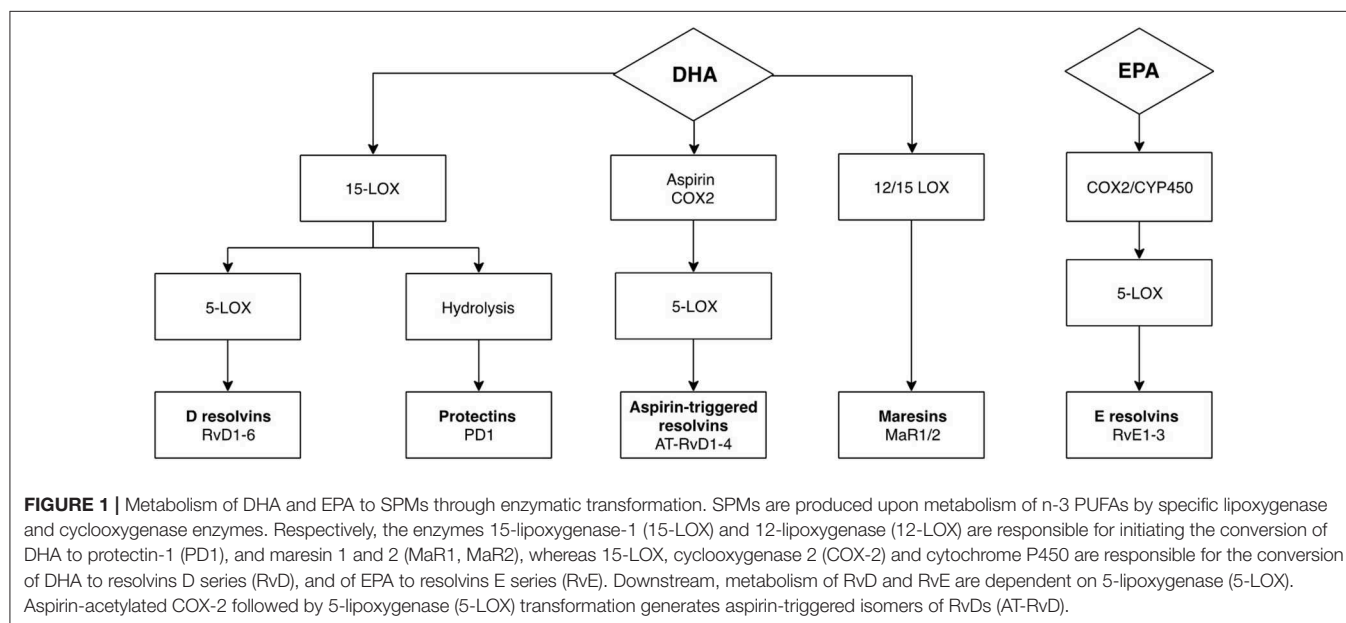 DHA
EPA
15-LOX
Aspirin
COX2
12/15 LOX
COX2/CYP450
5-LOX
Hydrolysis
5-LOX
5-LOX
D resolvins
RvD1-6
Protectins
PD1
Aspirin-triggered
resolvins
AT-RvD1-4
Maresins
MaR1/2
E resolvins
RvE1-3
FIGURE 1 | Metabolism of DHA and EPA to SPMs through enzymatic transformation. SPMs are produced upon metabolism of n-3 PUFAs by specific lipoxygenase
and cyclooxygenase enzymes. Respectively, the enzymes 15-lipoxygenase-1 (15-LOX) and 12-lipoxygenase (12-LOX) are responsible for initiating the conversion of
DHA to protectin-1 (PD1), and maresin 1 and 2 (MaR1, MaR2), whereas 15-LOX, cyclooxygenase 2 (COX-2) and cytochrome P450 are responsible for the conversion
of DHA to resolvins D series (RvD), and of EPA to resolvins E series (RvE). Downstream, metabolism of RvD and RvE are dependent on 5-lipoxygenase (5-LOX).
Aspirin-acetylated COX-2 followed by 5-lipoxygenase (5-LOX) transformation generates aspirin-triggered isomers of RvDs (AT-RvD).